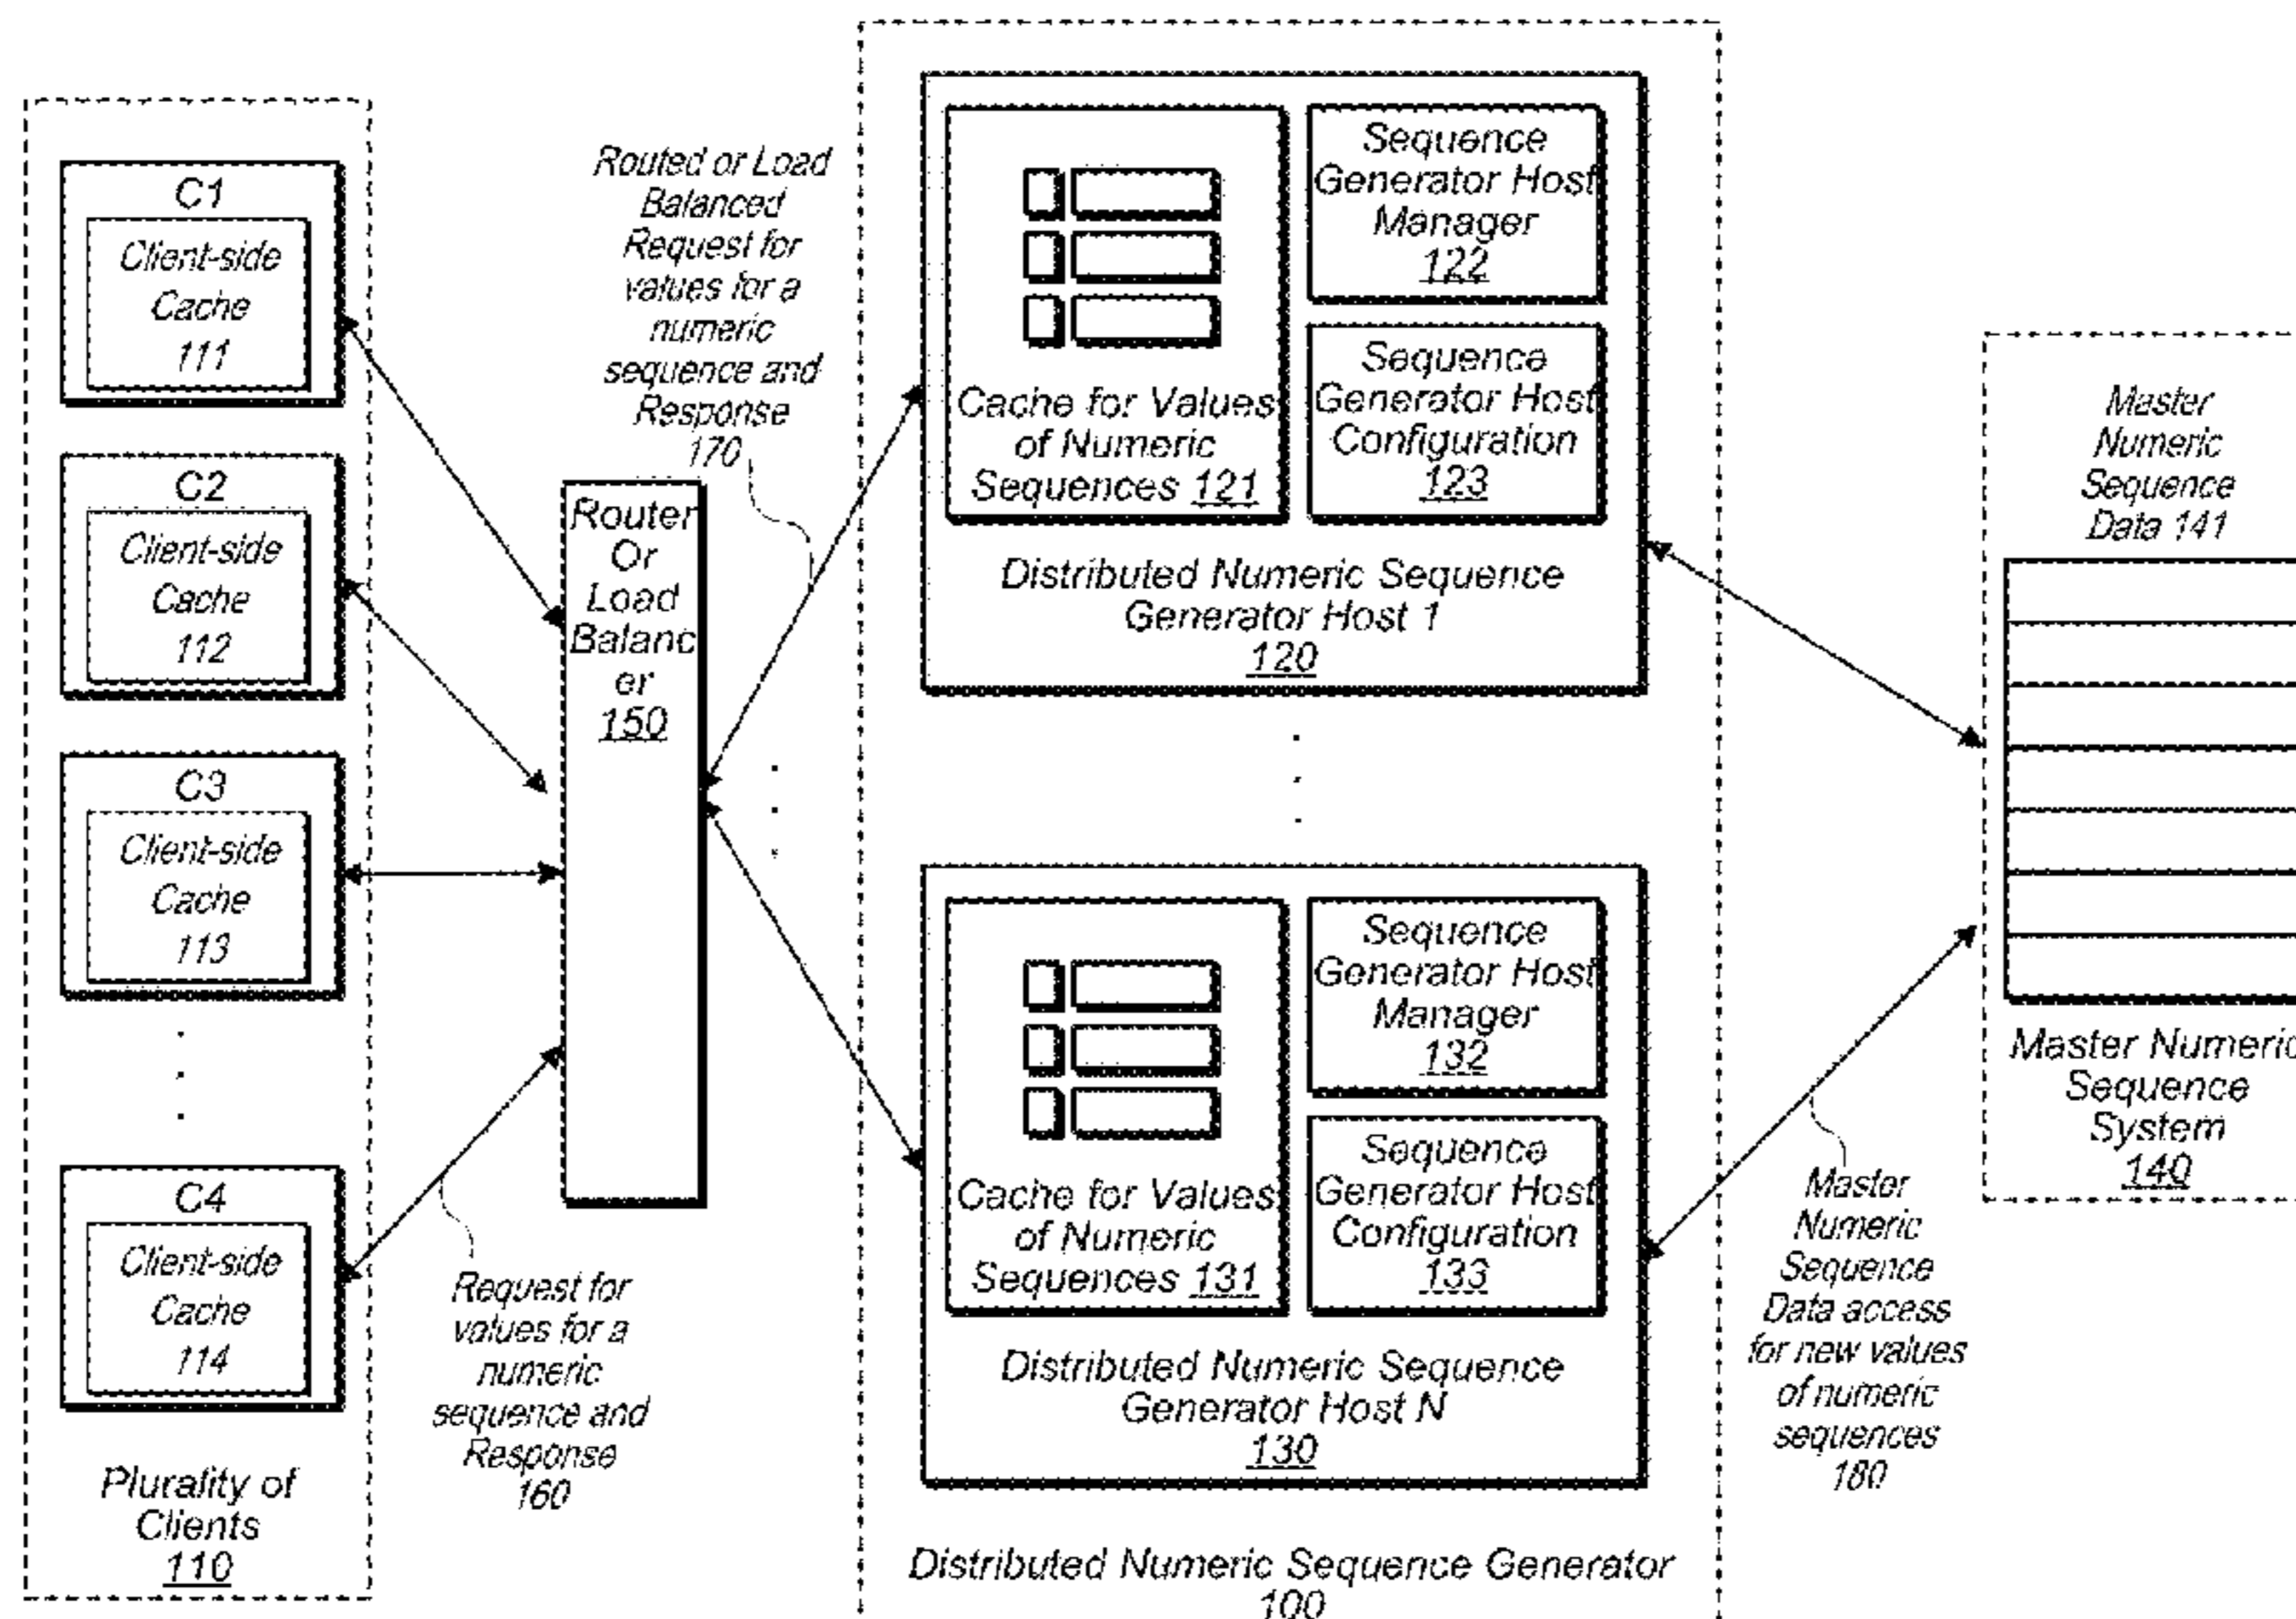 C1
Client-side
Cache
111
C2
Client-side
Cache
112
C3
Client-side
Cache
113
C4
Client-side
Cache
114
Plurality of
Clients
110
Request for
values for a
numeric
sequence and
Response
160
Router
Or
Load
Balanc
er
150
Routed or Load
Balanced
Request for
values for a
numeric
sequence and
Response
170
Cache for Values
of Numeric
Sequences 121
Sequence
Generator Host
Manager
122
Sequence
Generator Host
Configuration
123
Distributed Numeric Sequence
Generator Host 1
120
Cache for Values
of Numeric
Sequences 131
Sequence
Generator Host
Manager
132
Sequence
Generator Host
Configuration
133
Distributed Numeric Sequence
Generator Host N
130
Distributed Numeric Sequence Generator
100
Master
Numeric
Sequence
Data access
for new values
of numeric
sequences
180
Master
Numeric
Sequence
Data 141
Master Numeric
Sequence
System
140